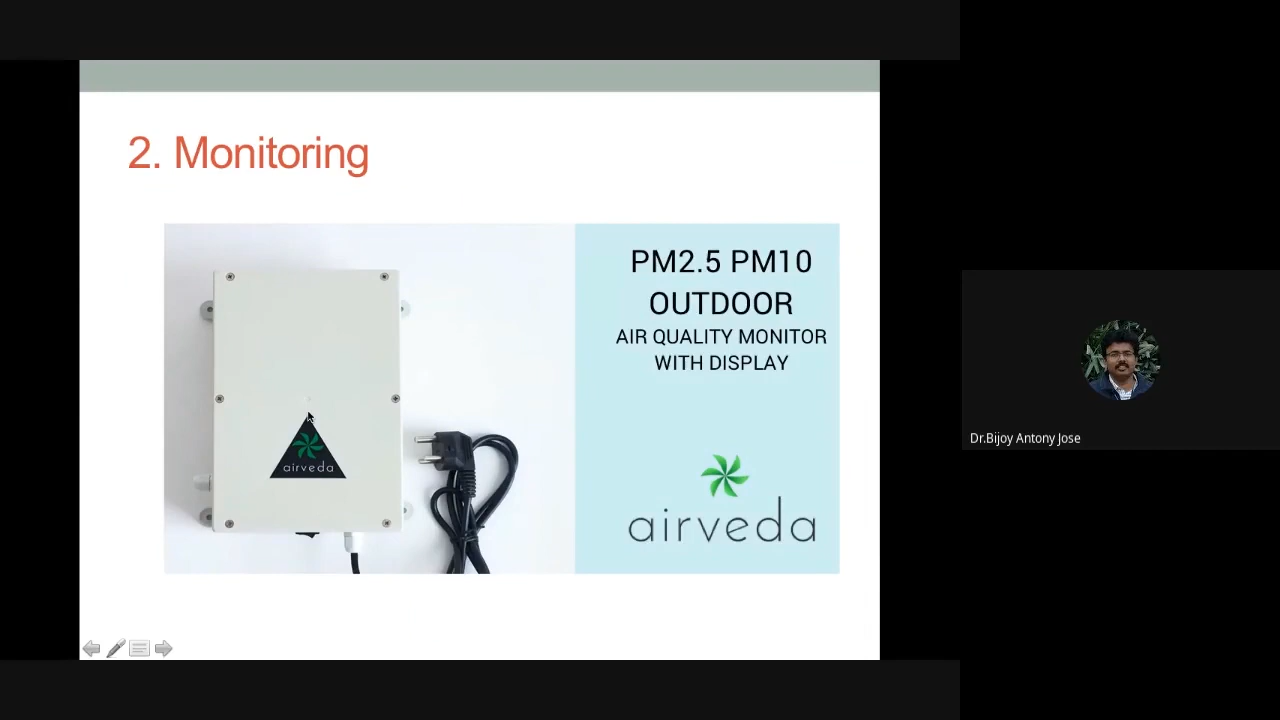 2. Monitoring
PM2.5 PM10
OUTDOOR
AIR QUALITY MONITOR
WITH DISPLAY
airveda
airveda
Dr.Bijoy Antony Jose